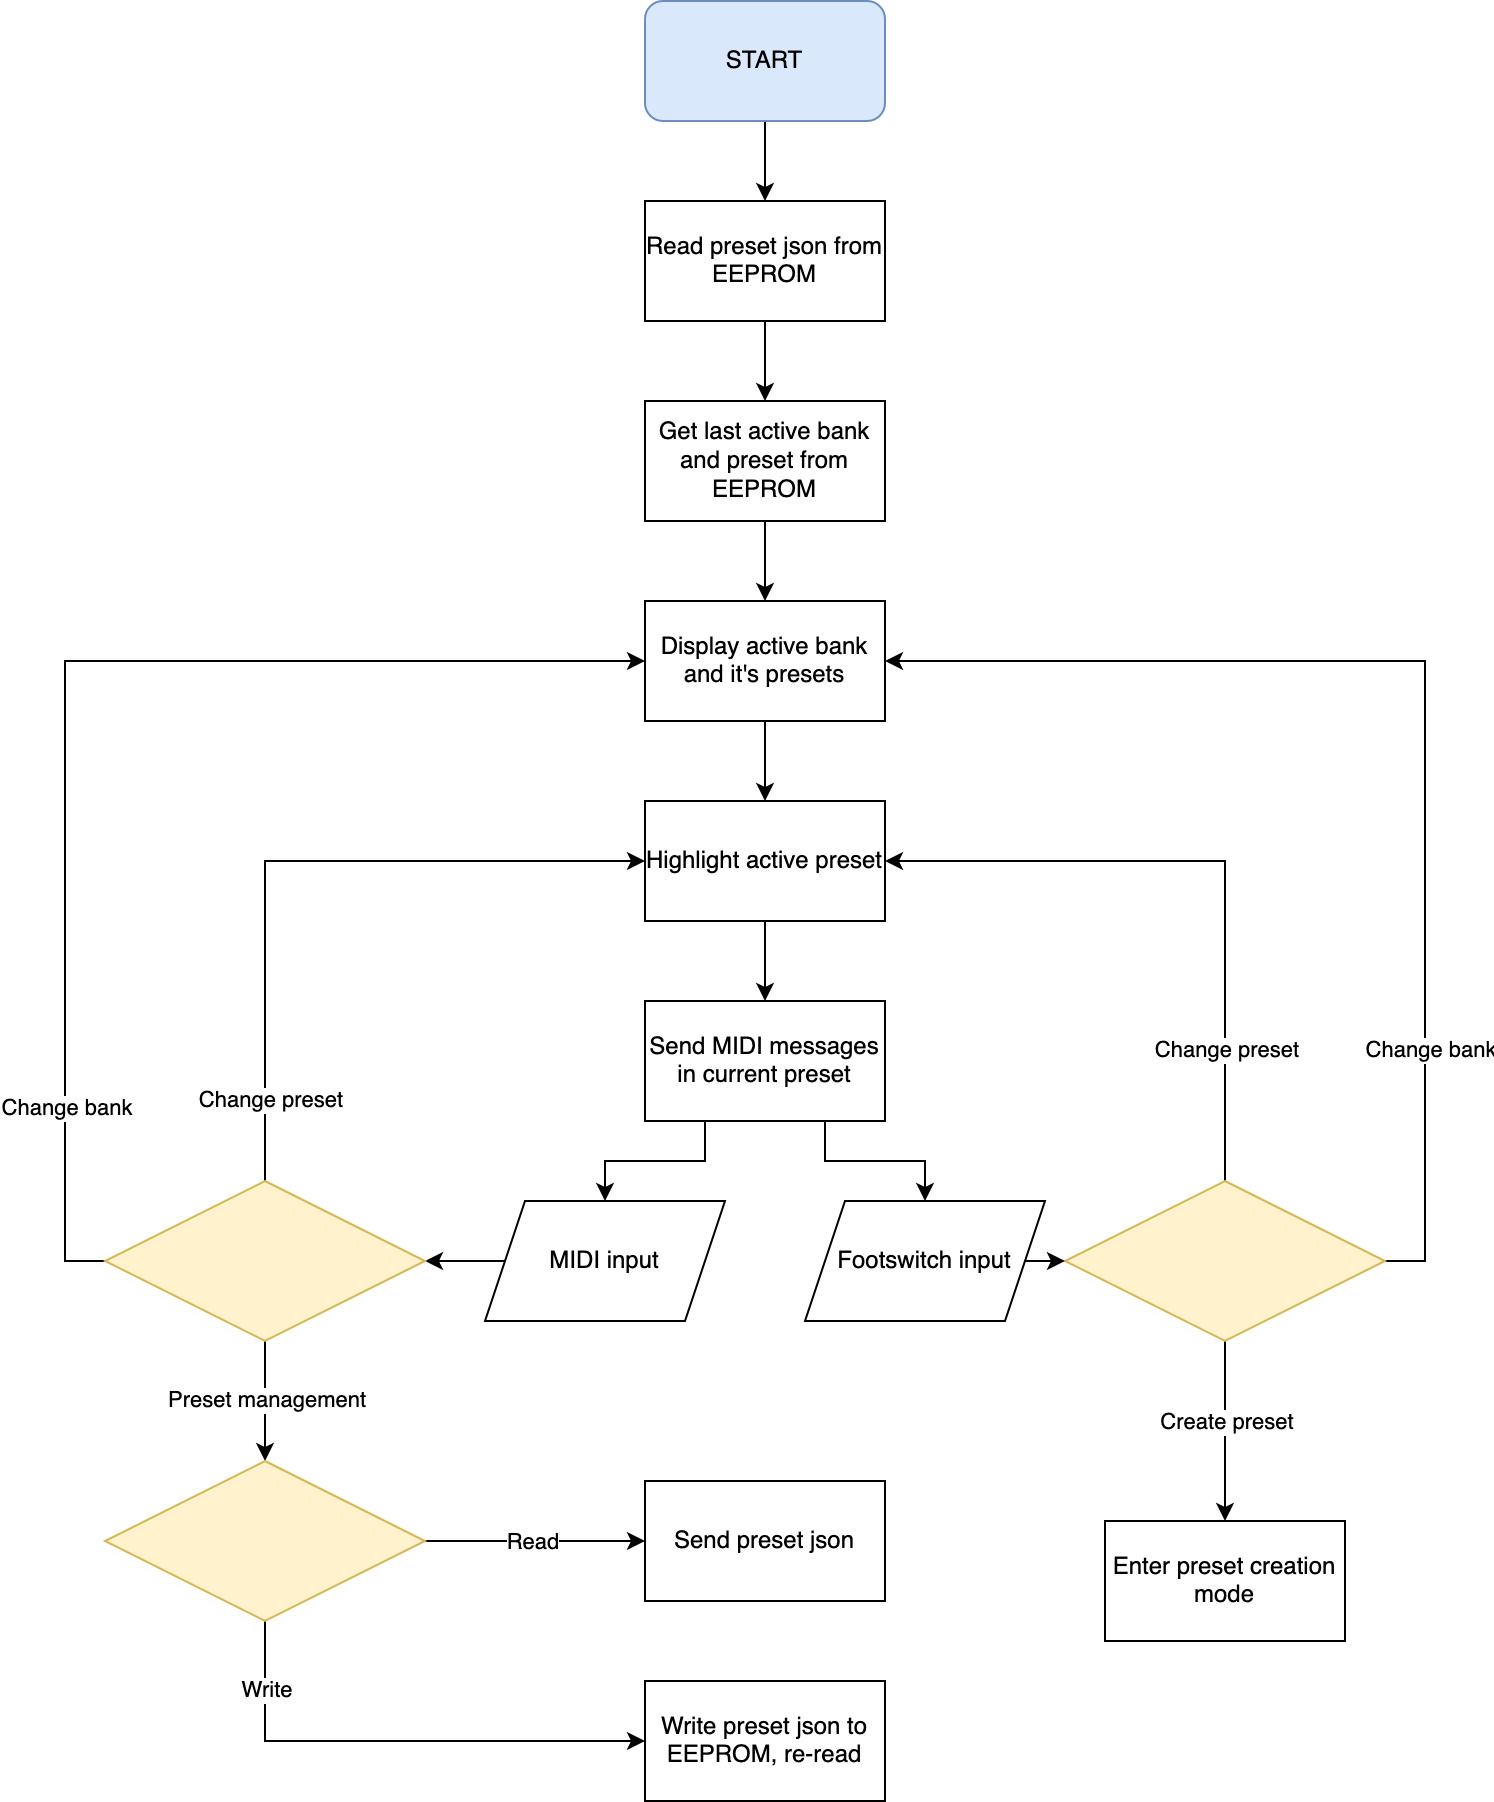 START
Read preset json from
EEPROM
Get last active bank
and preset from
EEPROM
Display active bank
and it's presets
Highlight active preset
Send MIDI messages
in current preset
Change preset
Change bank
Change preset
Change bank
MIDI input
Footswitch input
Preset management
Create preset
Read
Send preset json
Enter preset creation
mode
Write
Write preset json to
EEPROM, re-read